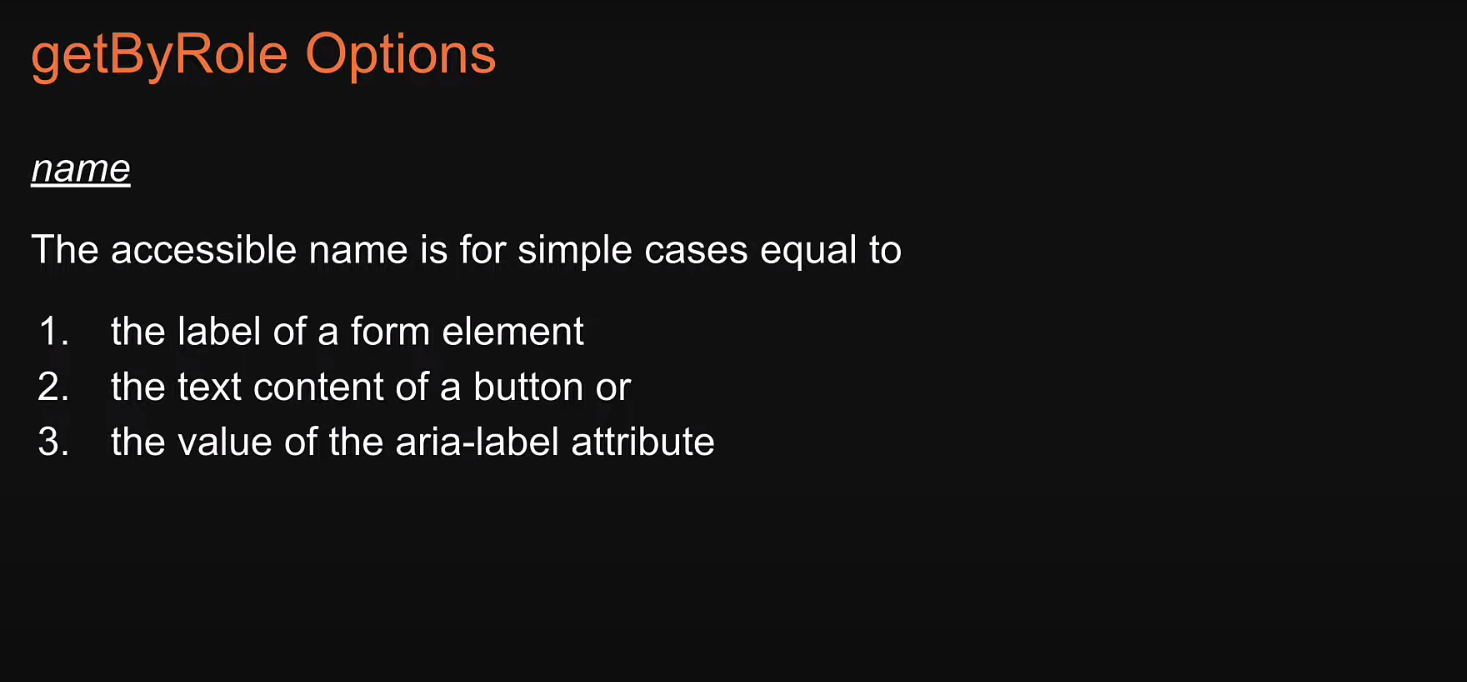 getByRole Options
name
The accessible name is for simple cases equal to
1. the label of a form element
2. the text content of a button or
3. the value of the aria-label attribute